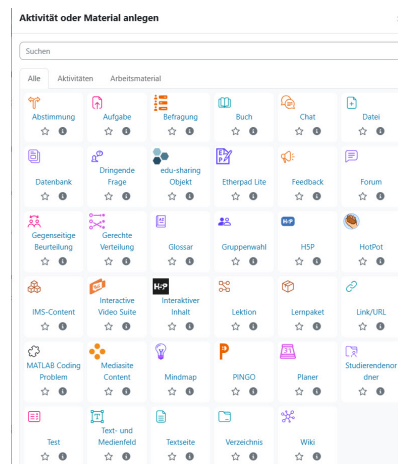 Aktivität oder Material anlegen
Suchen
Alle Aktivitäten Arbeitsmaterial
Abstimmung Aufgabe Befragung Buch Chat Datei
Datenbank Dringende Frage edu-sharing Objekt Etherpad Lite Feedback Forum
Gegenseitige Beurteilung Gerechte Verteilung Glossar Gruppenwahl H5P HotPot
IMS-Content Interactive Video Suite Interaktiver Inhalt Lektion Lernpaket Link/URL
MATLAB Coding Problem Mediasite Content Mindmap PINGO Planer Studierendenor
dner
Test Text- und Medienfeld Textseite Verzeichnis Wiki